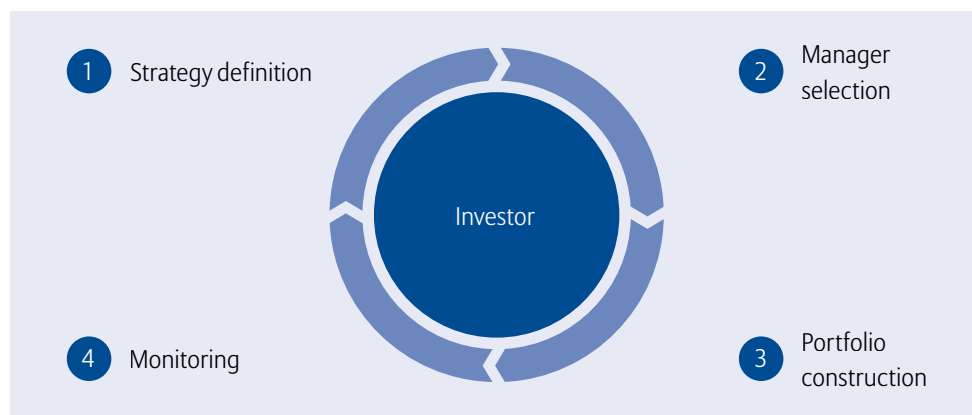 1 Strategy definition
2 Manager
selection
Investor
4 Monitoring
3 Portfolio
construction